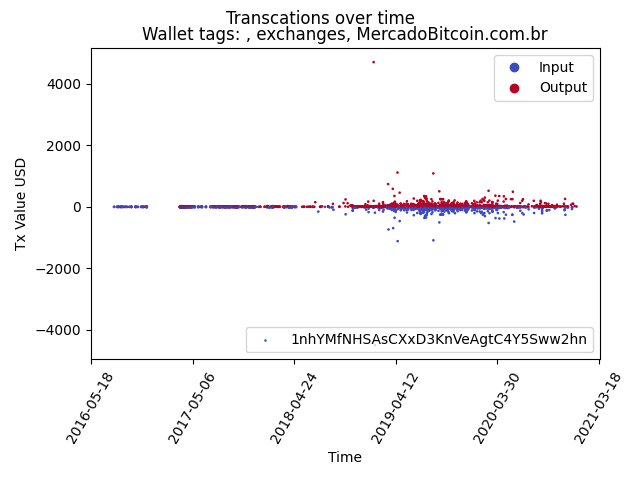 Transcations over time
Wallet tags: , exchanges, MercadoBitcoin.com.br
4000
2000
0
−2000
−4000
Tx Value USD
Input
Output
1nhYMfNHSAsCXxD3KnVeAgtC4Y5Sww2hn
2016-05-18
2017-05-06
2018-04-24
2019-04-12
2020-03-30
2021-03-18
Time